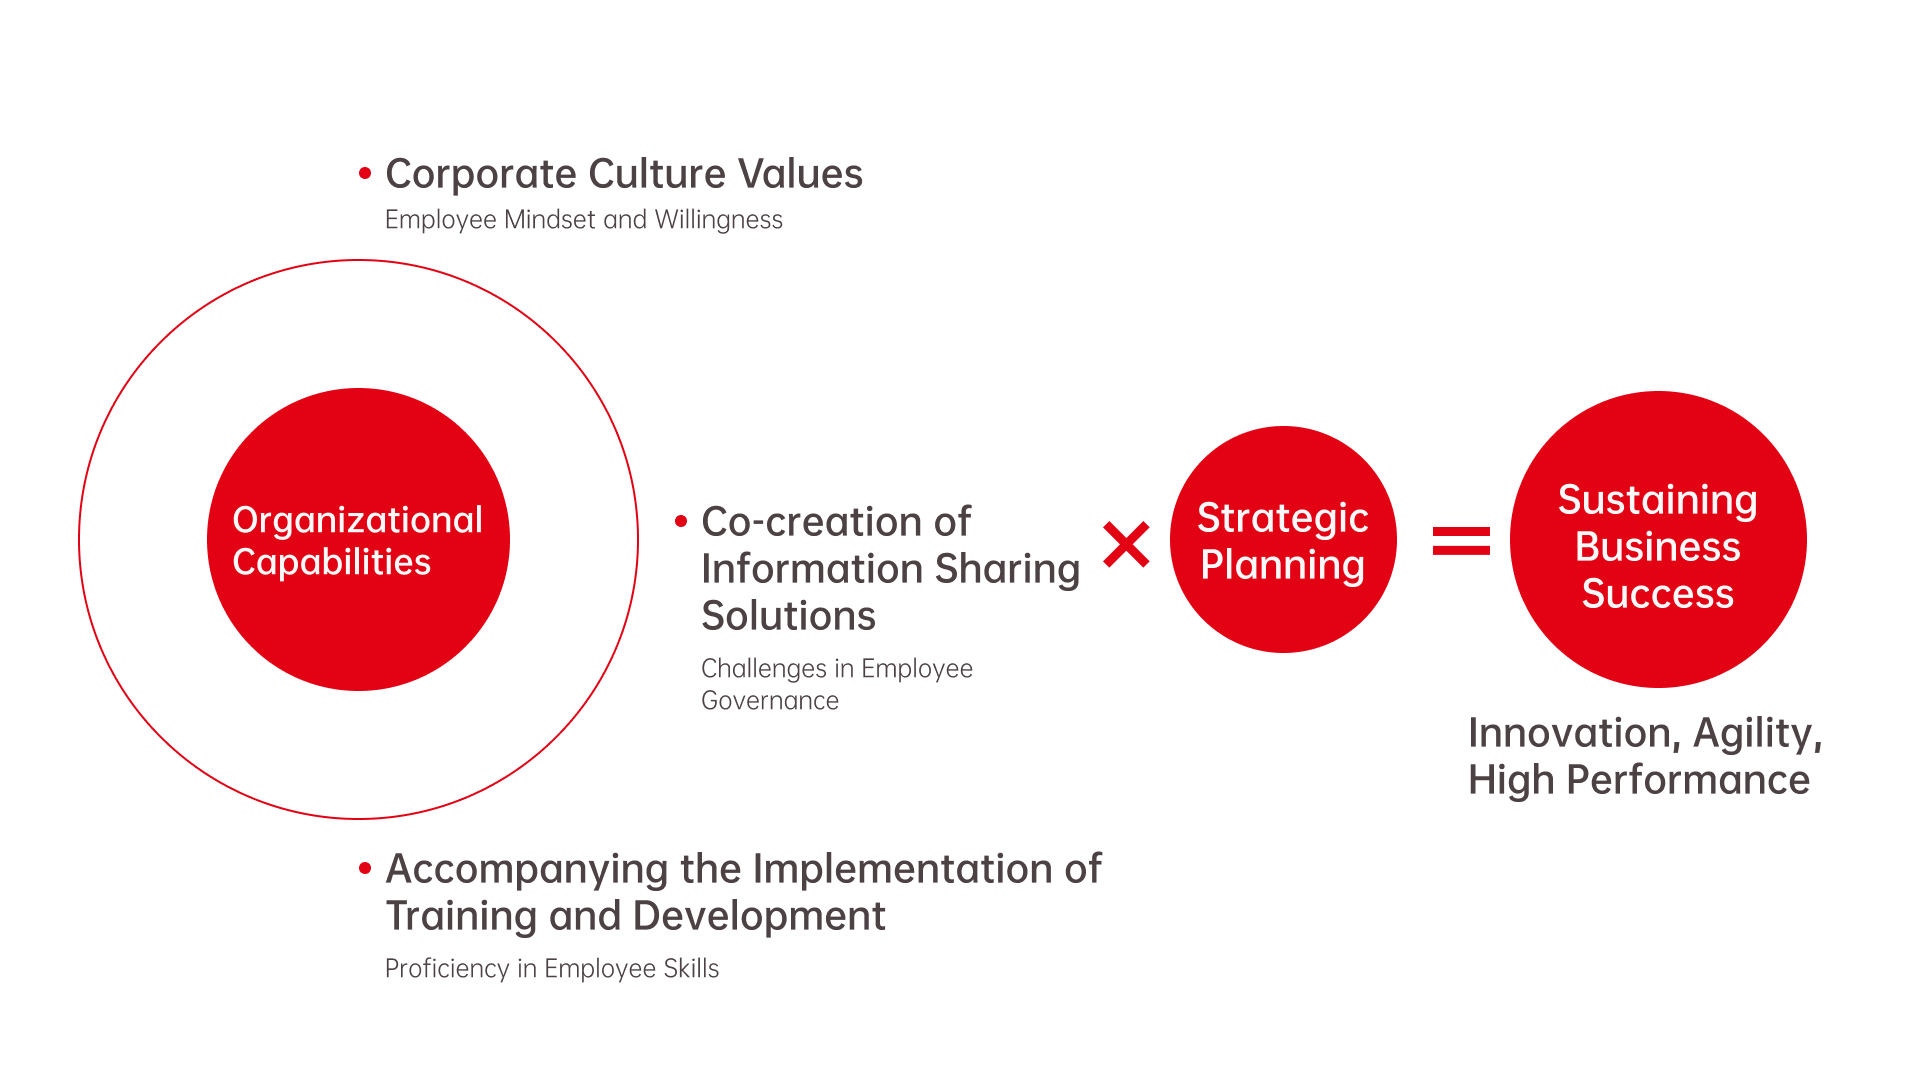 • Corporate Culture Values
Employee Mindset and Willingness
Organizational
Capabilities
• Co-creation of
Information Sharing
Solutions
Challenges in Employee
Governance
×
Strategic
Planning
=
Sustaining
Business
Success
Innovation, Agility,
High Performance
• Accompanying the Implementation of
Training and Development
Proficiency in Employee Skills